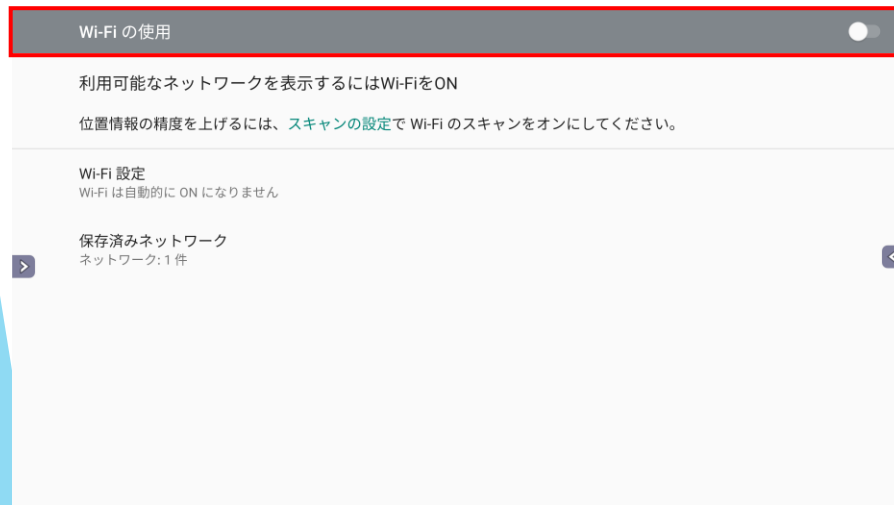 Wi-Fi の使用
利用可能なネットワークを表示するにはWi-FiをON
位置情報の精度を上げるには、スキャンの設定で Wi-Fi のスキャンをオンにしてください。
Wi-Fi 設定
Wi-Fi は自動的に ON になりません
保存済みネットワーク
ネットワーク: 1 件